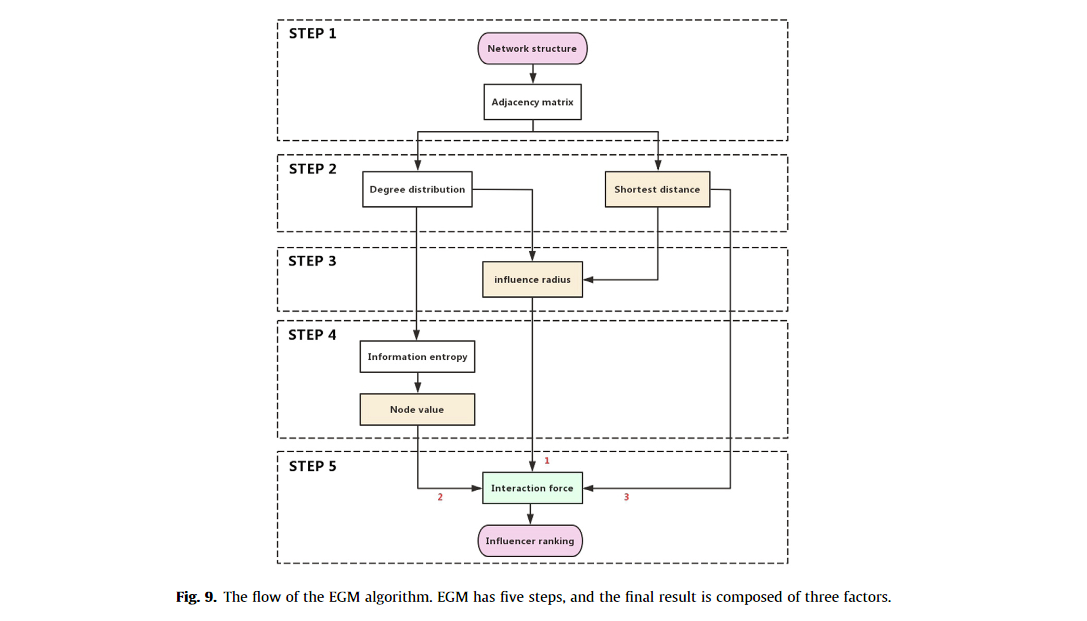 STEP 1
Network structure
Adjacency matrix
STEP 2
Degree distribution
Shortest distance
STEP 3
influence radius
STEP 4
Information entropy
Node value
STEP 5
1
Interaction force
2
3
Influencer ranking
Fig. 9. The flow of the EGM algorithm. EGM has five steps, and the final result is composed of three factors.